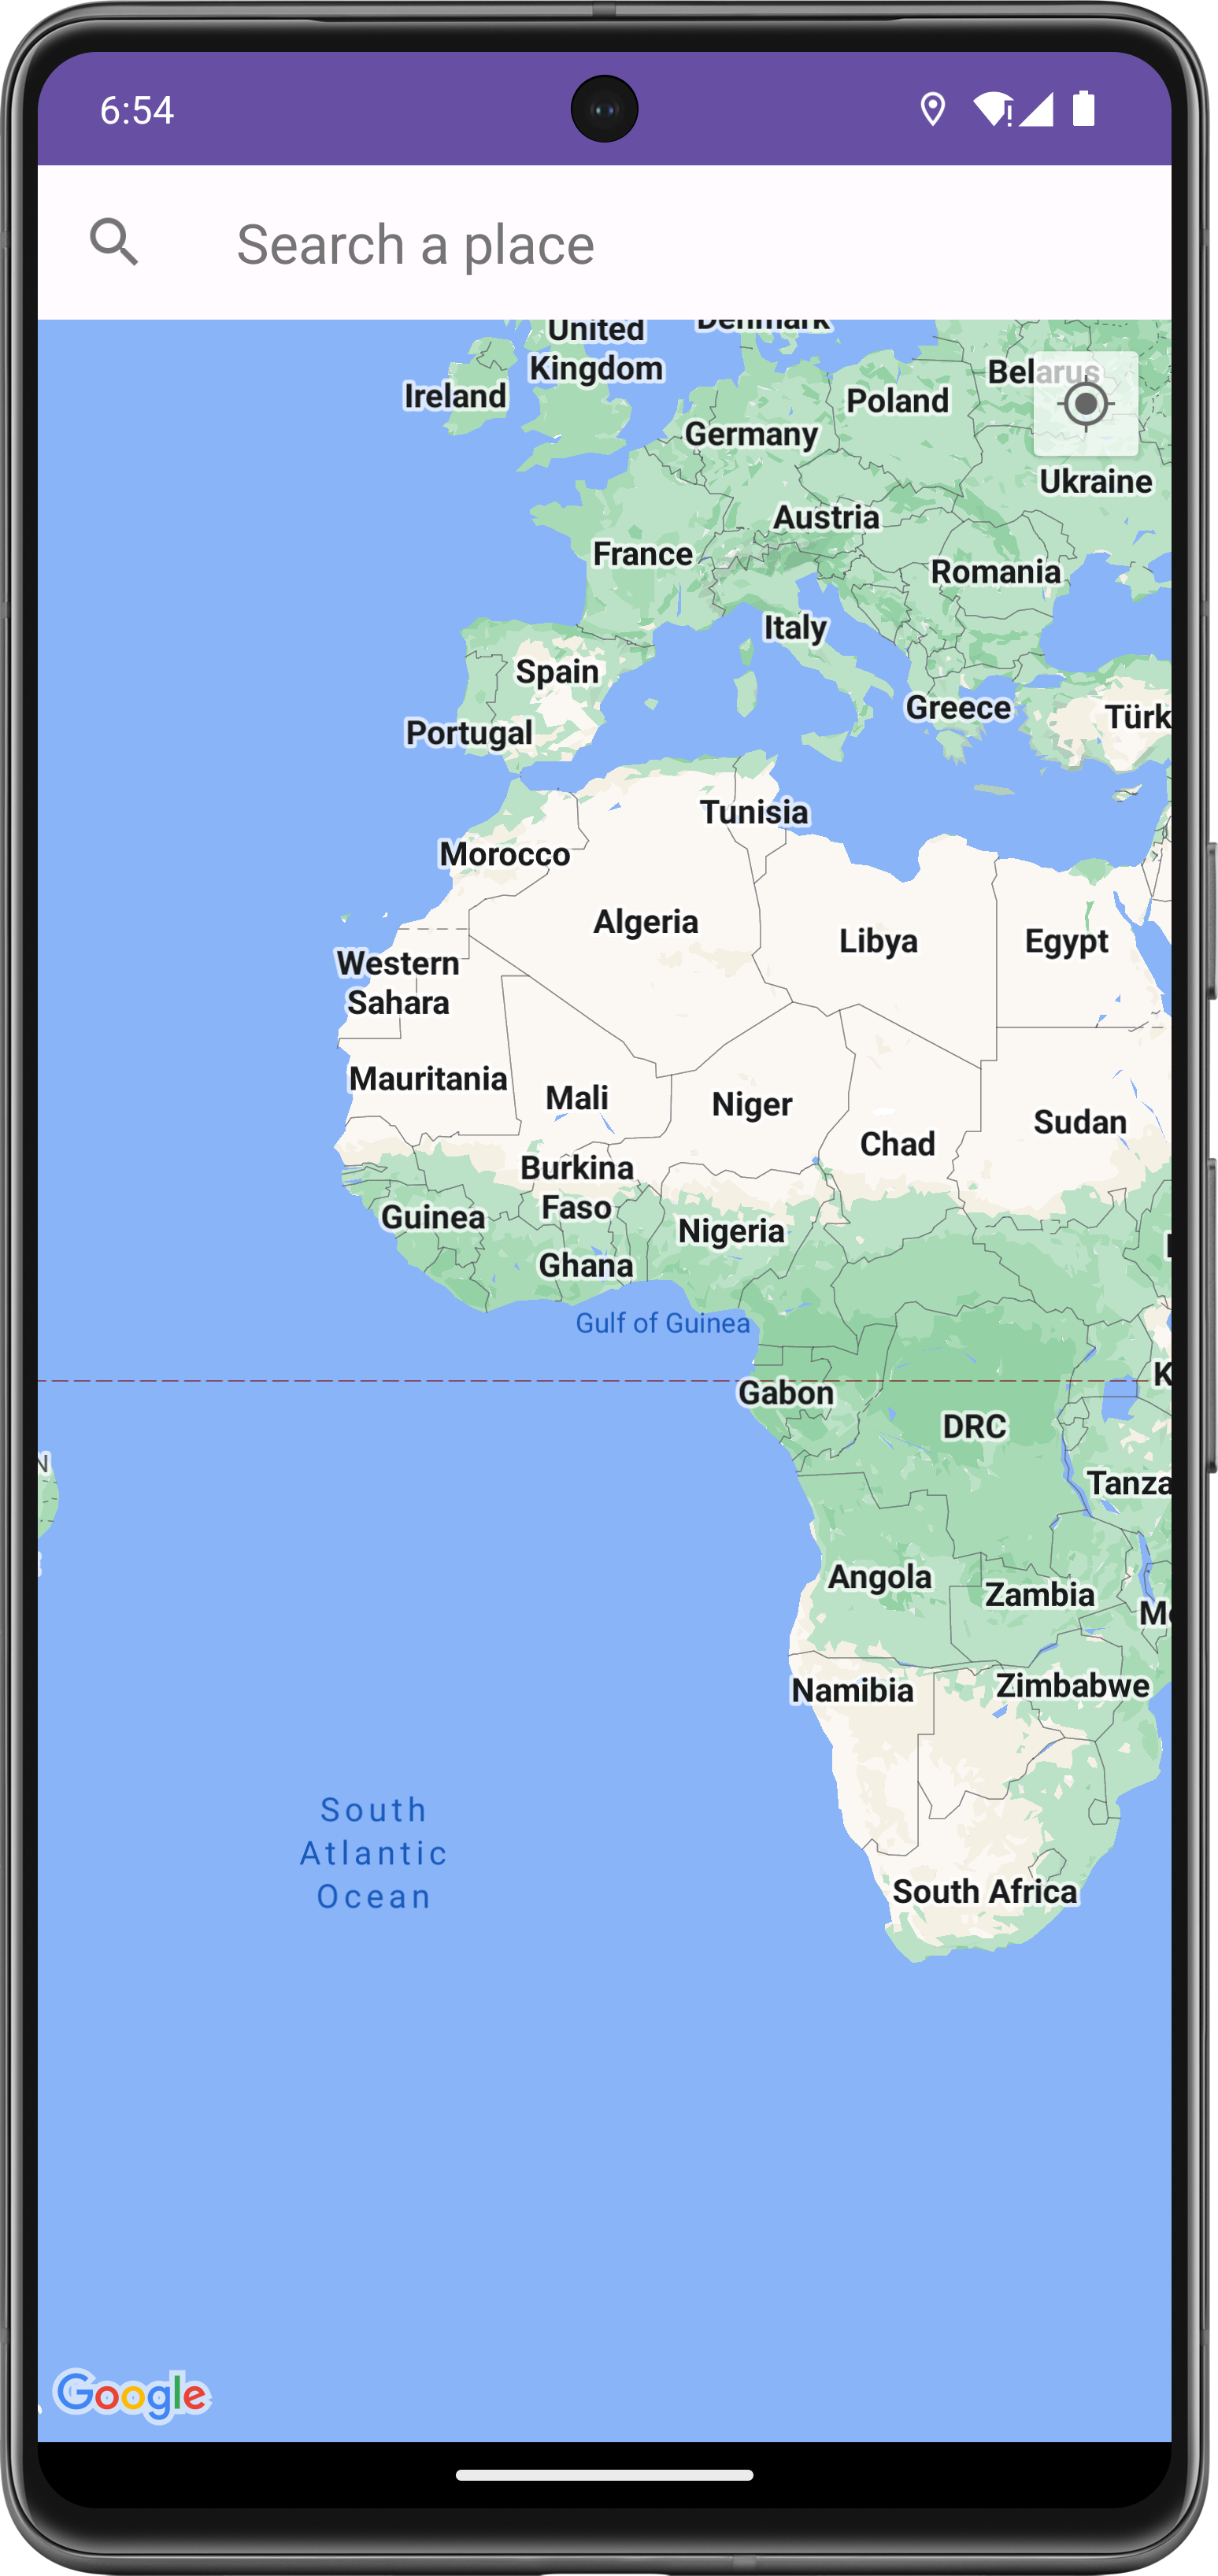 6:54
Search a place
United
Kingdom
Denmark
Ireland
Belarus
Poland
Germany
Ukraine
Austria
France
Romania
Italy
Spain
Greece
Türk
Portugal
Tunisia
Morocco
Algeria
Libya
Egypt
Western
Sahara
Mauritania
Mali
Niger
Sudan
Chad
Burkina
Faso
Guinea
Nigeria
Ghana
Gulf of Guinea
K
Gabon
DRC
N
Tanza
Angola
Zambia
Mo
Zimbabwe
Namibia
South
Atlantic
Ocean
South Africa
Google